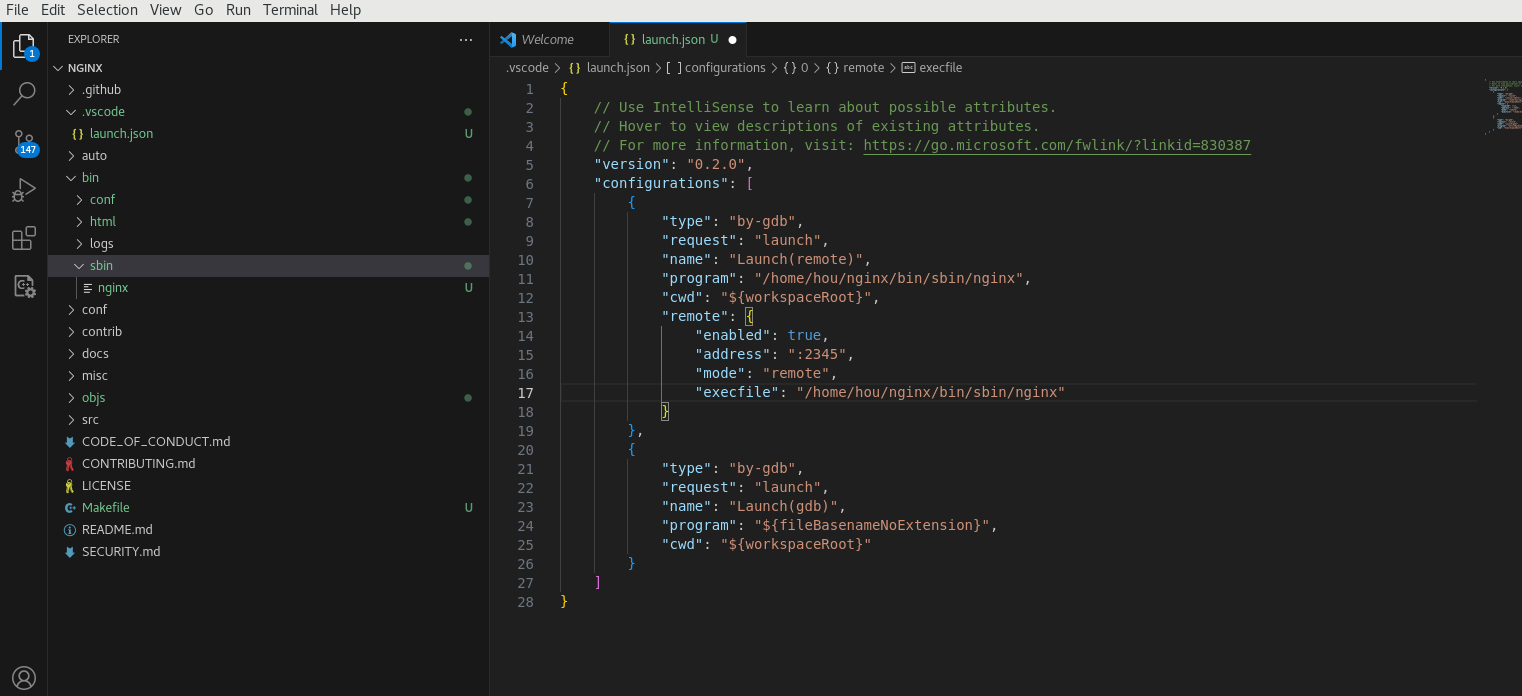 File Edit Selection View Go Run Terminal Help
EXPLORER
1
147
NGINX
.github
.vscode
launch.json U
auto
bin
conf
html
logs
sbin
nginx U
conf
contrib
docs
misc
objs
src
CODE_OF_CONDUCT.md
CONTRIBUTING.md
LICENSE
Makefile U
README.md
SECURITY.md
Welcome
{} launch.json U
.vscode > {} launch.json > [ ] configurations > {} 0 > {} remote > abc execfile
1 {
2 // Use IntelliSense to learn about possible attributes.
3 // Hover to view descriptions of existing attributes.
4 // For more information, visit: https://go.microsoft.com/fwlink/?linkid=830387
5 "version": "0.2.0",
6 "configurations": [
7 {
8 "type": "by-gdb",
9 "request": "launch",
10 "name": "Launch(remote)",
11 "program": "/home/hou/nginx/bin/sbin/nginx",
12 "cwd": "${workspaceRoot}",
13 "remote": {
14 "enabled": true,
15 "address": ":2345",
16 "mode": "remote",
17 "execfile": "/home/hou/nginx/bin/sbin/nginx"
18 }
19 },
20 {
21 "type": "by-gdb",
22 "request": "launch",
23 "name": "Launch(gdb)",
24 "program": "${fileBasenameNoExtension}",
25 "cwd": "${workspaceRoot}"
26 }
27 ]
28 }